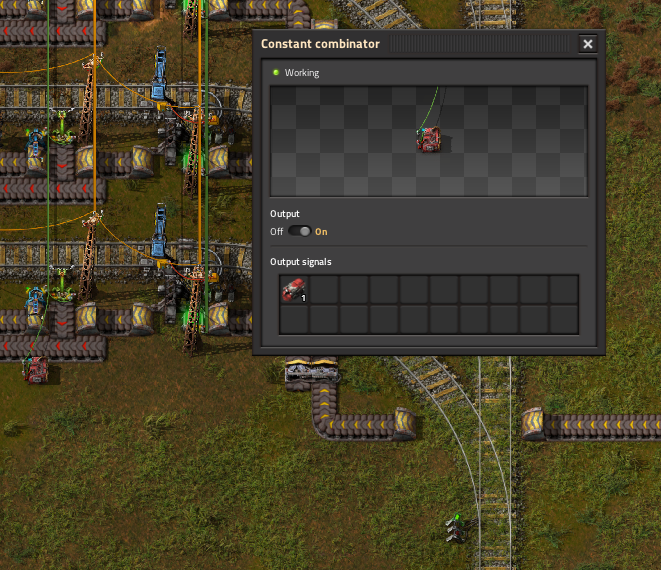 Constant combinator
Working
Output
Off On
Output signals
1